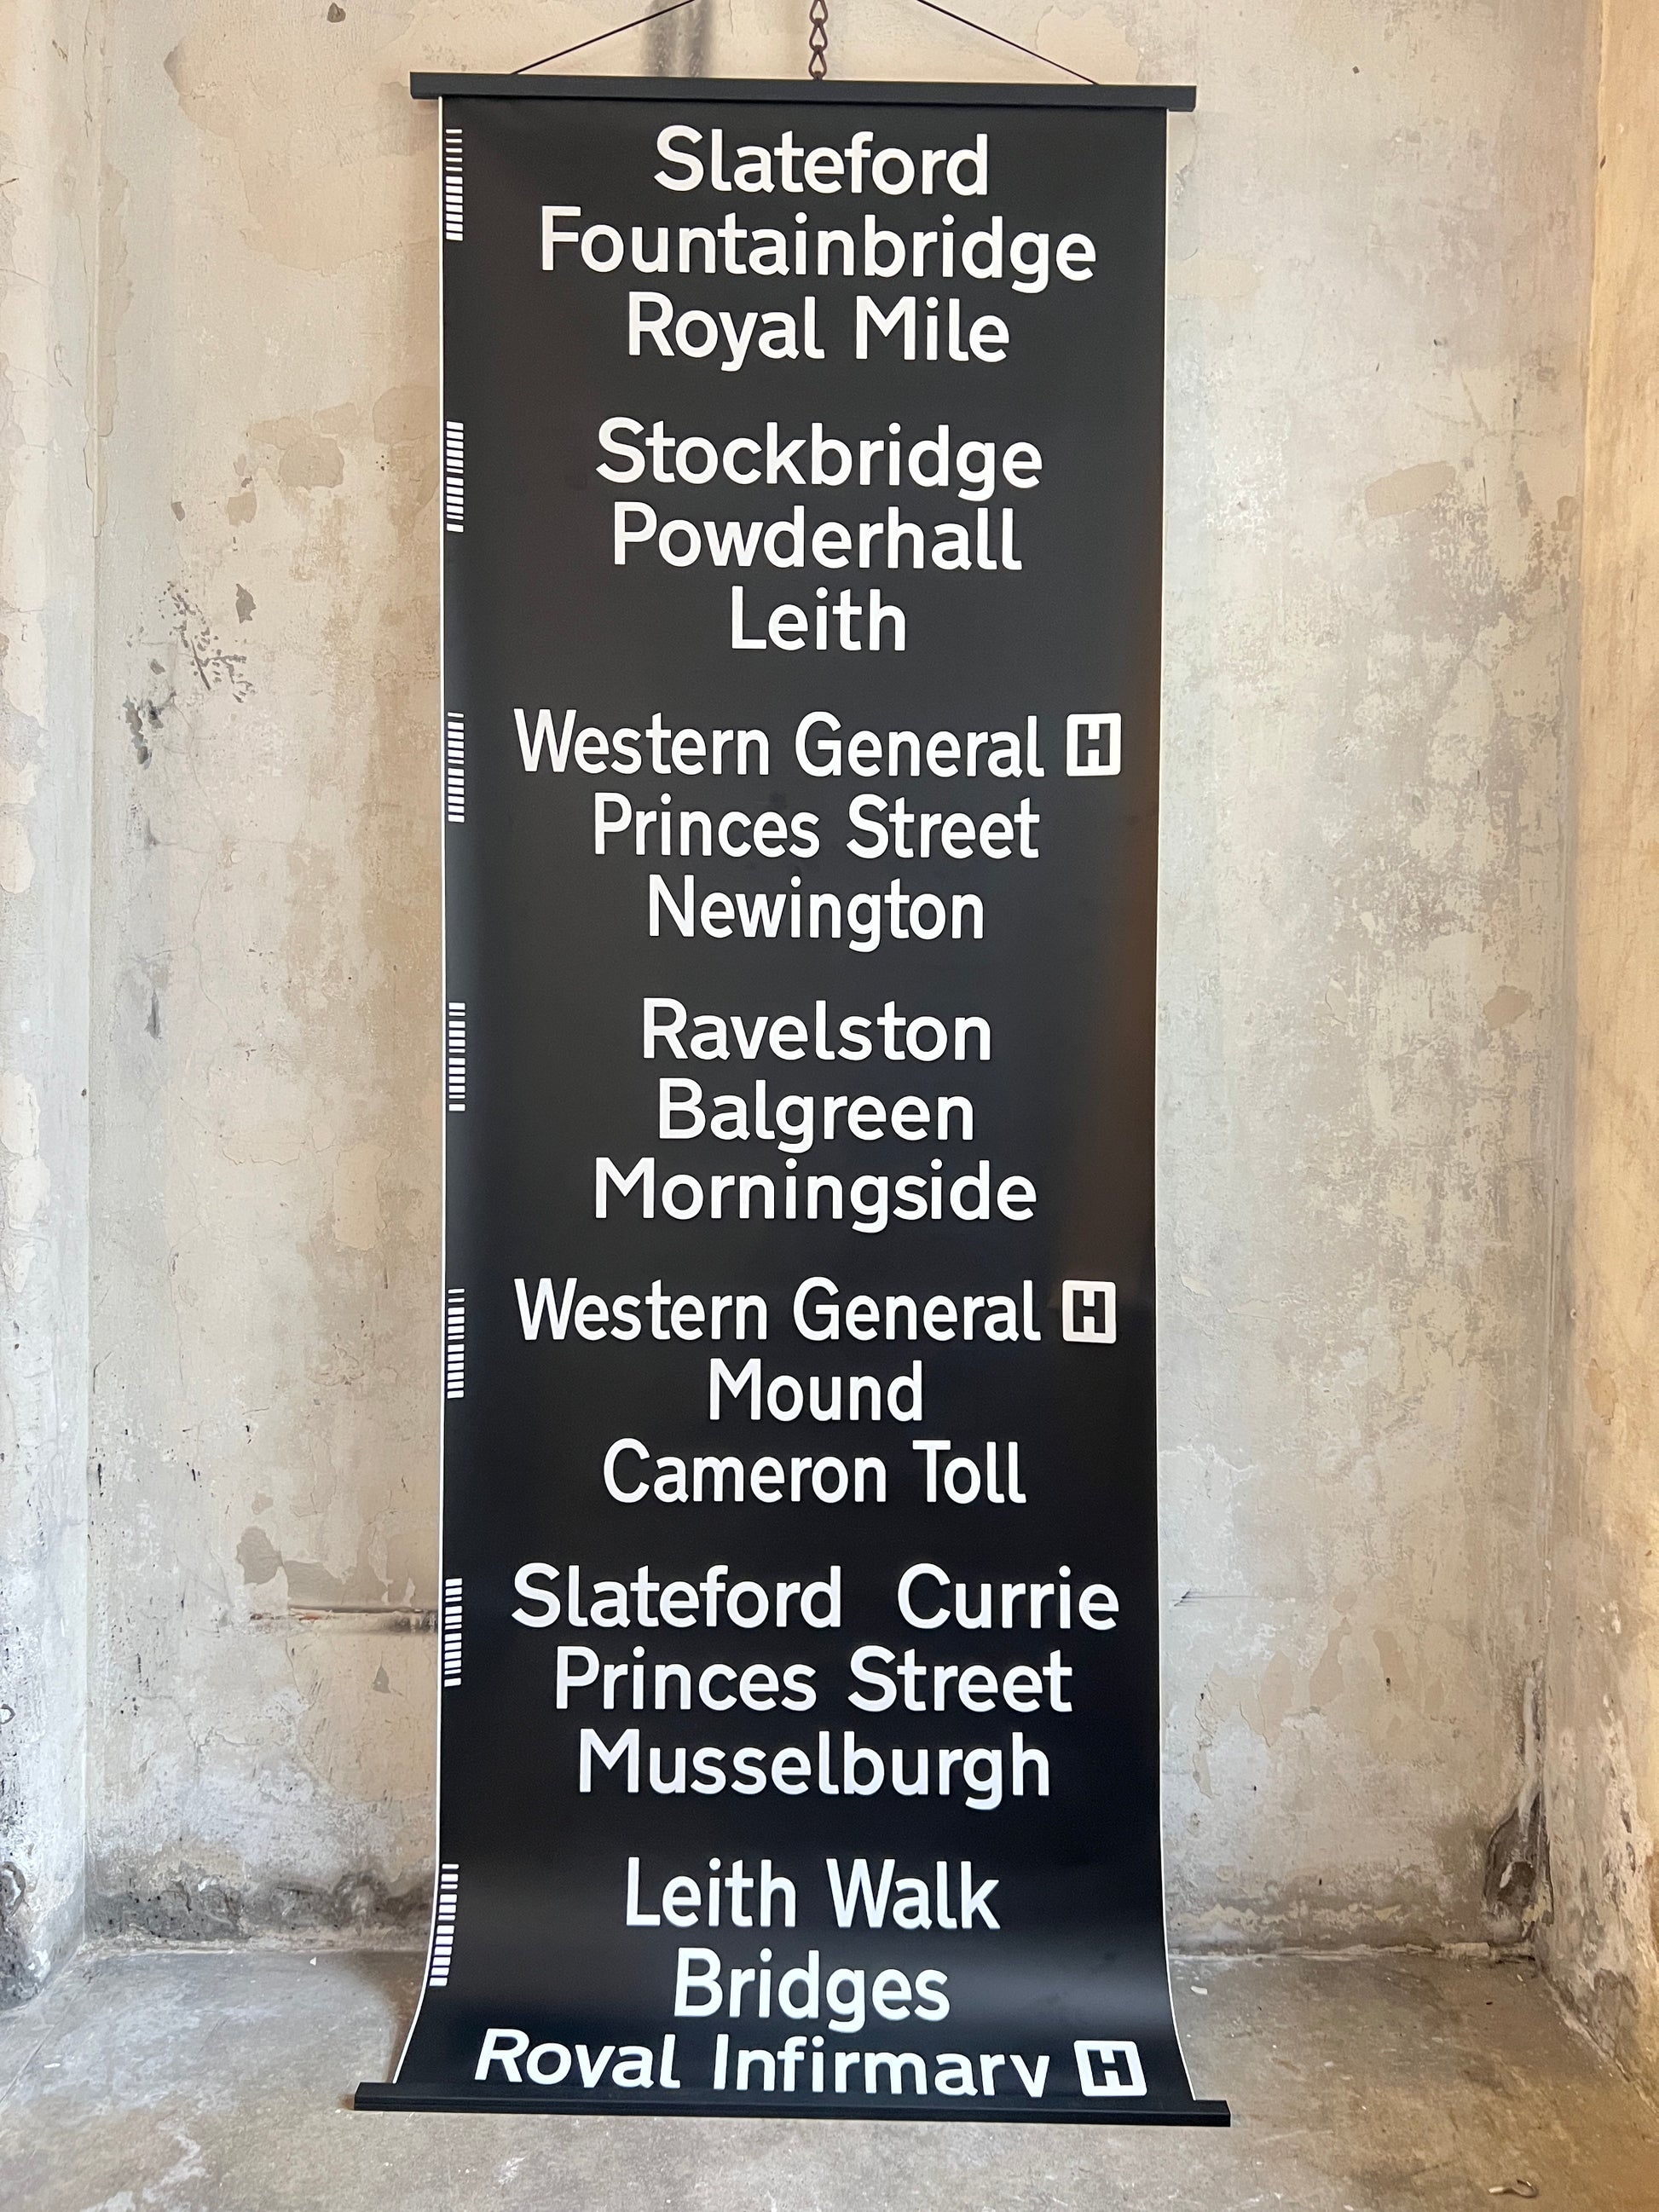 Slateford
Fountainbridge
Royal Mile
Stockbridge
Powderhall
Leith
Western General H
Princes Street
Newington
Ravelston
Balgreen
Morningside
Western General H
Mound
Cameron Toll
Slateford Currie
Princes Street
Musselburgh
Leith Walk
Bridges
Royal Infirmary H